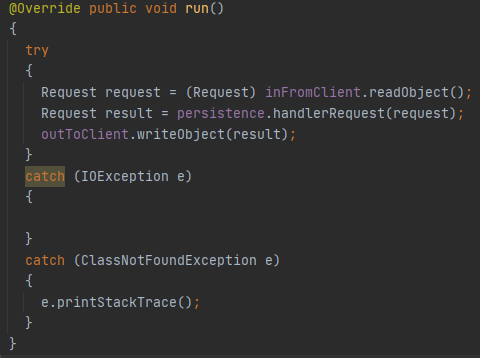 @Override public void run()
{
  try
  {
    Request request = (Request) inFromClient.readObject();
    Request result = persistence.handlerRequest(request);
    outToClient.writeObject(result);
  }
  catch (IOException e)
  {

  }
  catch (ClassNotFoundException e)
  {
    e.printStackTrace();
  }
}